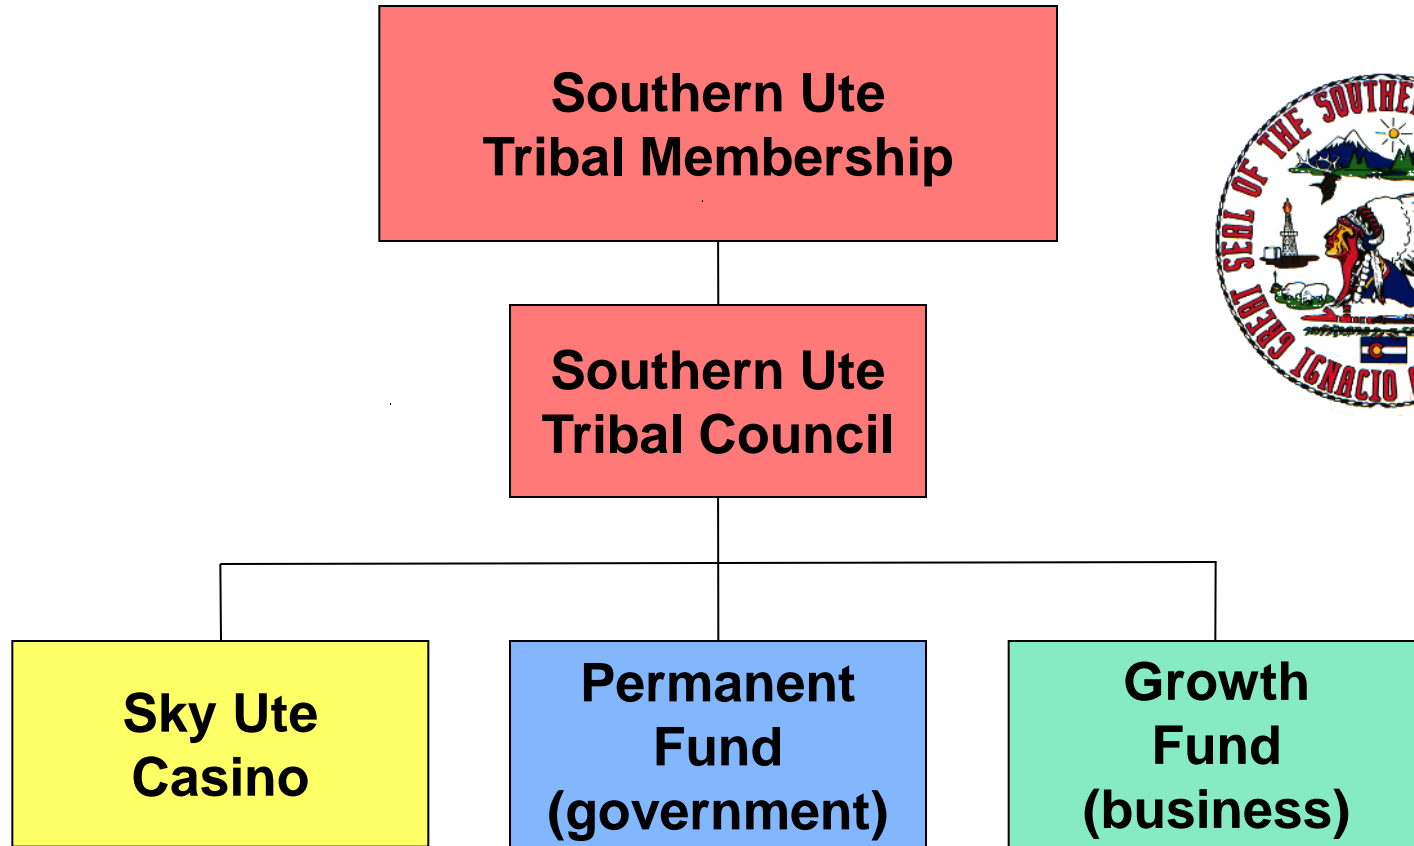 Southern Ute
Tribal Membership
GREAT SEAL OF THE SOUTHE
IGNACIO
Southern Ute
Tribal Council
Sky Ute
Casino
Permanent
Fund
(government)
Growth
Fund
(business)